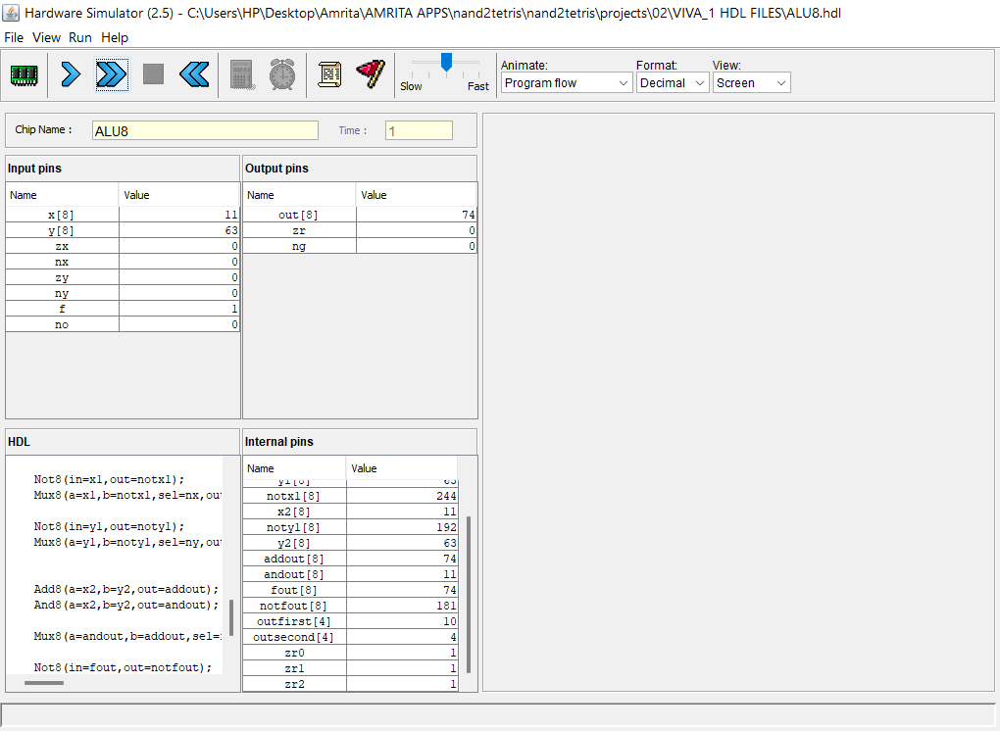 Hardware Simulator (2.5) - C:\Users\HP\Desktop\Amrita\AMRITA APPS\nand2tetris\nand2tetris\projects\02\VIVA_1 HDL FILES\ALU8.hdl
File View Run Help
Animate: Format: View:
Slow Fast Program flow Decimal Screen
Chip Name : ALU8 Time : 1
Input pins
Name Value
x[8] 11
y[8] 63
zx 0
nx 0
zy 0
ny 0
f 1
no 0
Output pins
Name Value
out[8] 74
zr 0
ng 0
HDL
Not8(in=x1,out=notx1);
Mux8(a=x1,b=notx1,sel=nx,ou
Not8(in=y1,out=noty1);
Mux8(a=y1,b=noty1,sel=ny,ou
Add8(a=x2,b=y2,out=addout);
And8(a=x2,b=y2,out=andout);
Mux8(a=andout,b=addout,sel=
Not8(in=fout,out=notfout);
Internal pins
Name Value
y1[8] 63
notx1[8] 244
x2[8] 11
noty1[8] 192
y2[8] 63
addout[8] 74
andout[8] 11
fout[8] 74
notfout[8] 181
outfirst[4] 10
outsecond[4] 4
zr0 1
zr1 1
zr2 1